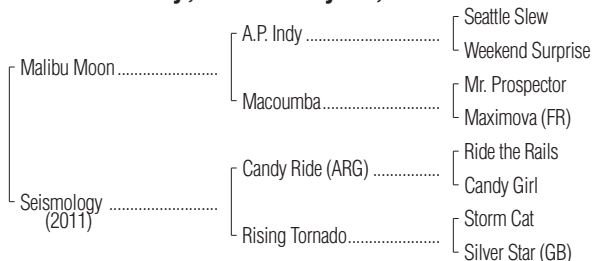 Seattle Slew
A.P. Indy ..............................
Weekend Surprise
Malibu Moon ......................
Mr. Prospector
Macoumba..........................
Maximova (FR)
Ride the Rails
Candy Ride (ARG) ...............
Candy Girl
Seismology ........................
(2011)
Storm Cat
Rising Tornado.....................
Silver Star (GB)